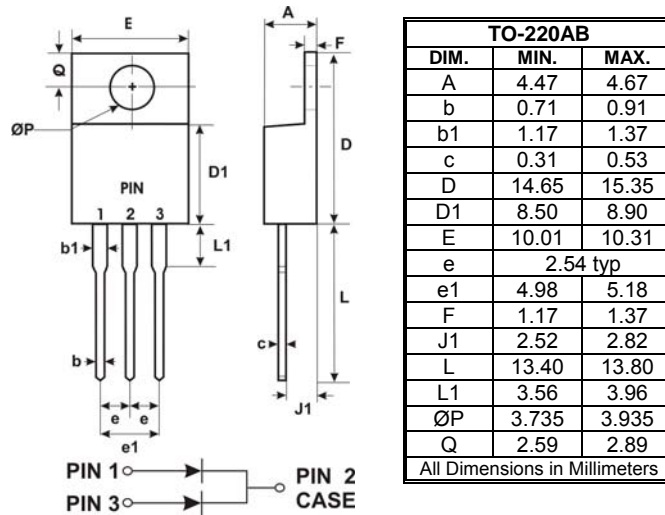 E
A
F
Q
ØP
D
D1
PIN
1 2 3
b1
L1
L
b
c
J1
e e
e1
PIN 1
PIN 3
PIN 2
CASE
TO-220AB
DIM. MIN. MAX.
A 4.47 4.67
b 0.71 0.91
b1 1.17 1.37
c 0.31 0.53
D 14.65 15.35
D1 8.50 8.90
E 10.01 10.31
e 2.54 typ
e1 4.98 5.18
F 1.17 1.37
J1 2.52 2.82
L 13.40 13.80
L1 3.56 3.96
ØP 3.735 3.935
Q 2.59 2.89
All Dimensions in Millimeters